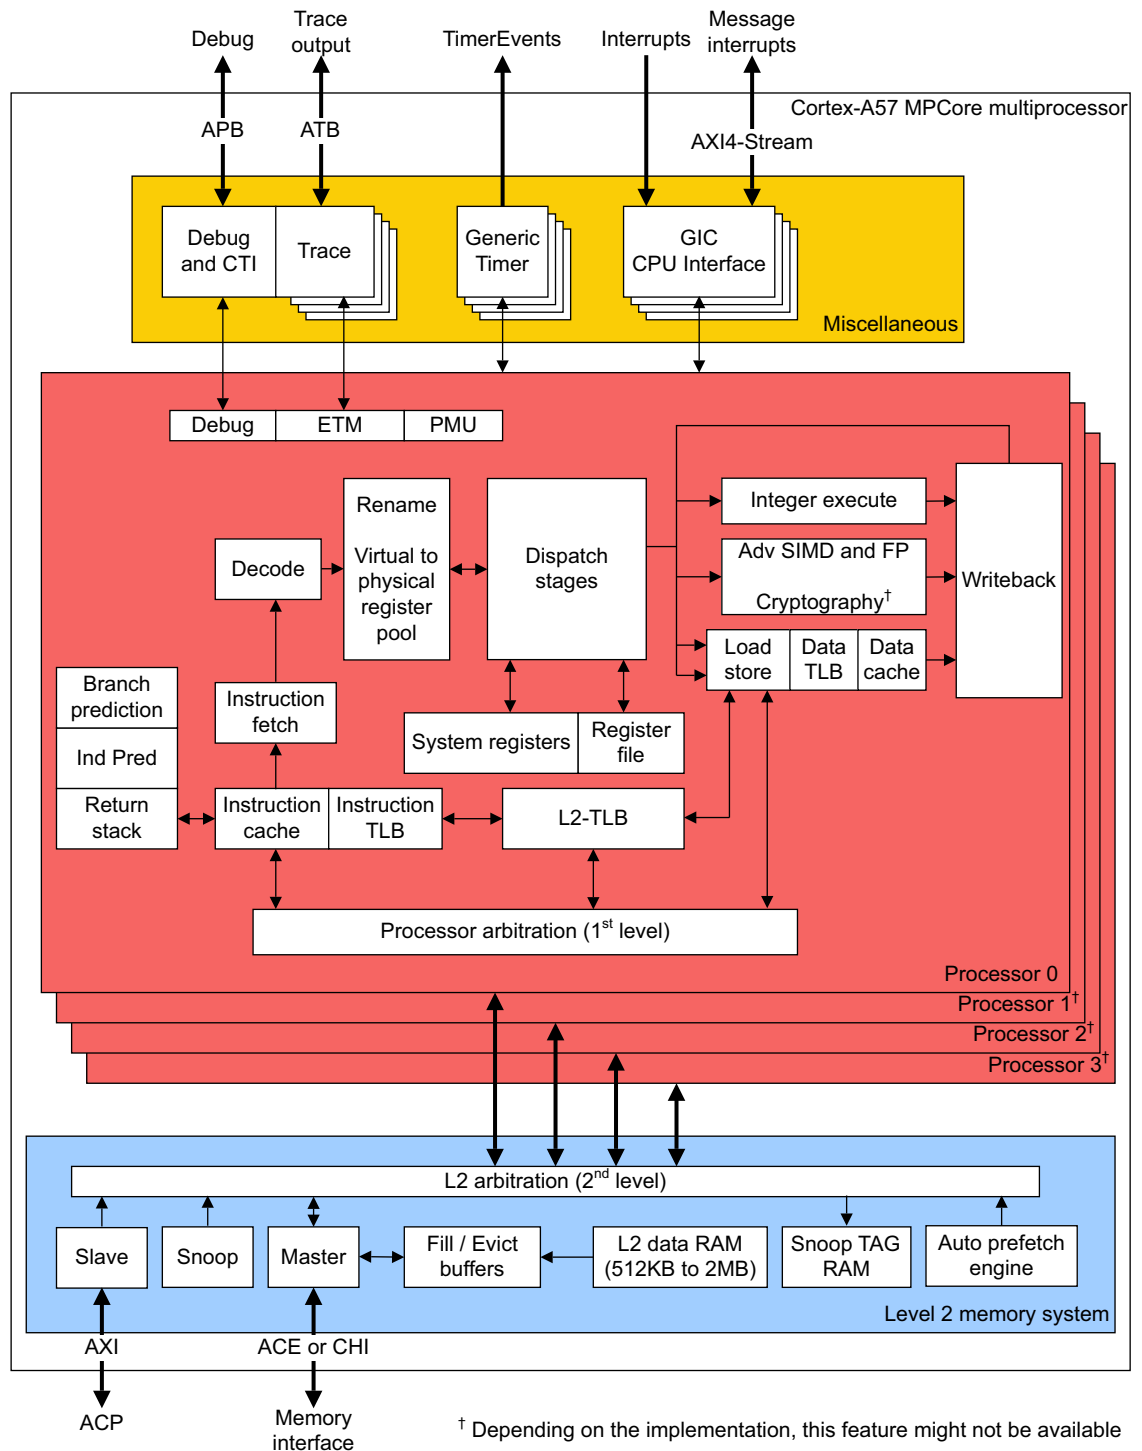 Debug
Trace
output
TimerEvents
Interrupts
Message
interrupts
Cortex-A57 MPCore multiprocessor
APB
ATB
AXI4-Stream
Debug
and CTI
Trace
Generic
Timer
GIC
CPU Interface
Miscellaneous
Debug
ETM
PMU
Rename
Virtual to
physical
register
pool
Dispatch
stages
Integer execute
Adv SIMD and FP
Cryptography†
Writeback
Decode
Load
store
Data
TLB
Data
cache
Branch
prediction
Ind Pred
Return
stack
Instruction
fetch
System registers
Register
file
Instruction
cache
Instruction
TLB
L2-TLB
Processor arbitration (1st level)
Processor 0
Processor 1†
Processor 2†
Processor 3†
L2 arbitration (2nd level)
Slave
Snoop
Master
Fill / Evict
buffers
L2 data RAM
(512KB to 2MB)
Snoop TAG
RAM
Auto prefetch
engine
Level 2 memory system
AXI
ACE or CHI
ACP
Memory
interface
† Depending on the implementation, this feature might not be available